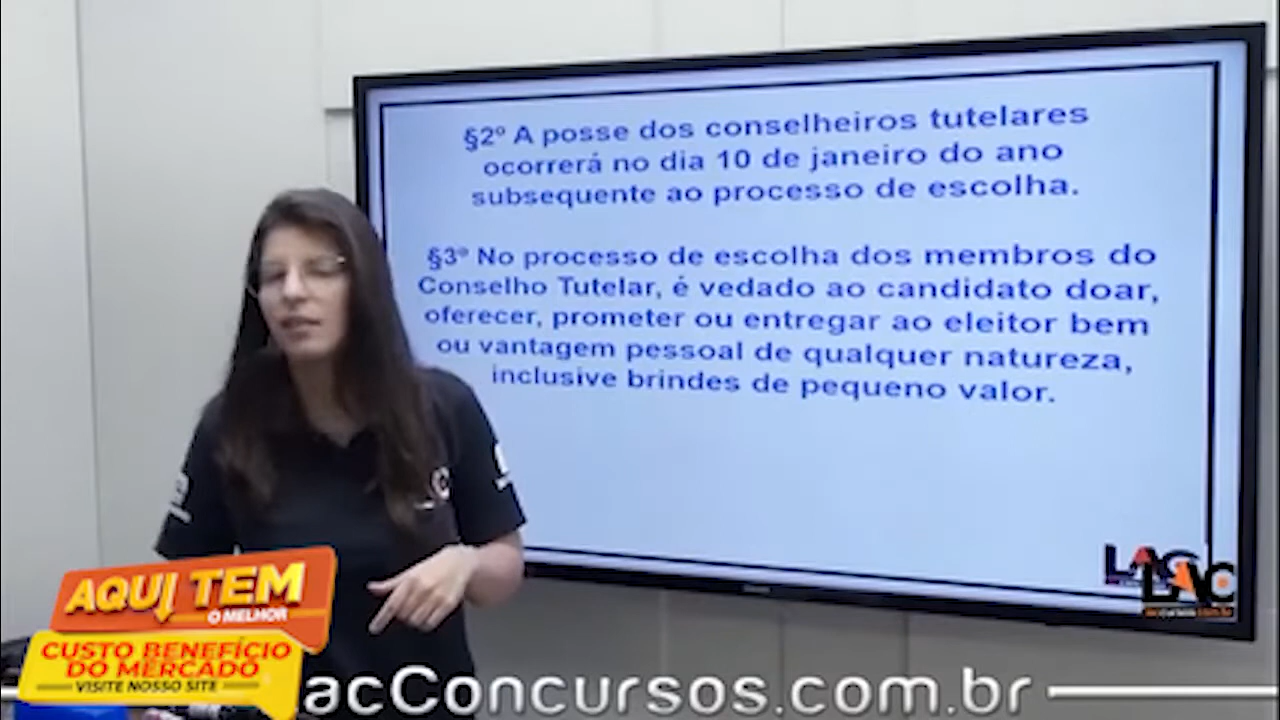 §2º A posse dos conselheiros tutelares
ocorrerá no dia 10 de janeiro do ano
subsequente ao processo de escolha.
§3º No processo de escolha dos membros do
Conselho Tutelar, é vedado ao candidato doar,
oferecer, prometer ou entregar ao eleitor bem
ou vantagem pessoal de qualquer natureza,
inclusive brindes de pequeno valor.
LAC
LAC
AQUI TEM
O MELHOR
CUSTO BENEFÍCIO
DO MERCADO
VISITE NOSSO SITE
acConcursos.com.br